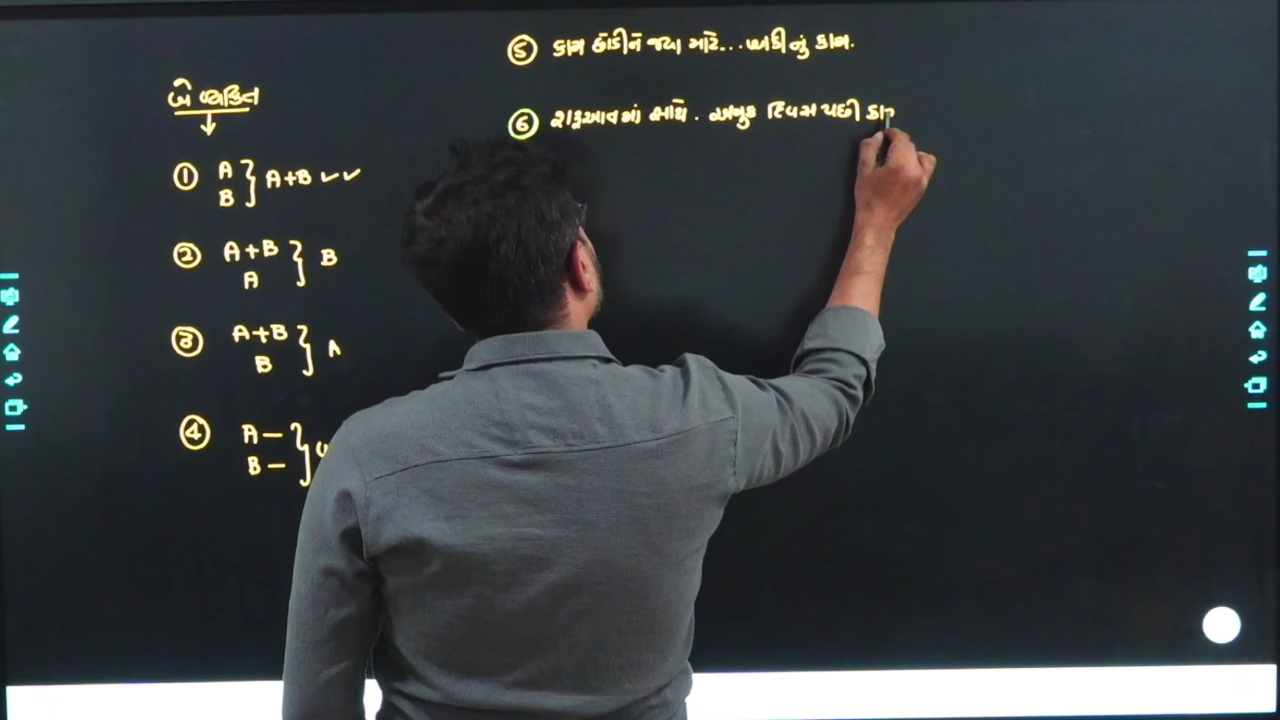 બે વ્યકિત
① A
B } A+B ✓✓
② A+B
A } B
③ A+B
B } A
④ A —
B — }
⑤ કામ છોડીને જવા માટે... બાકીનું કામ.
⑥ શરૂઆતમાં સાથે . અમુક દિવસ પછી કા